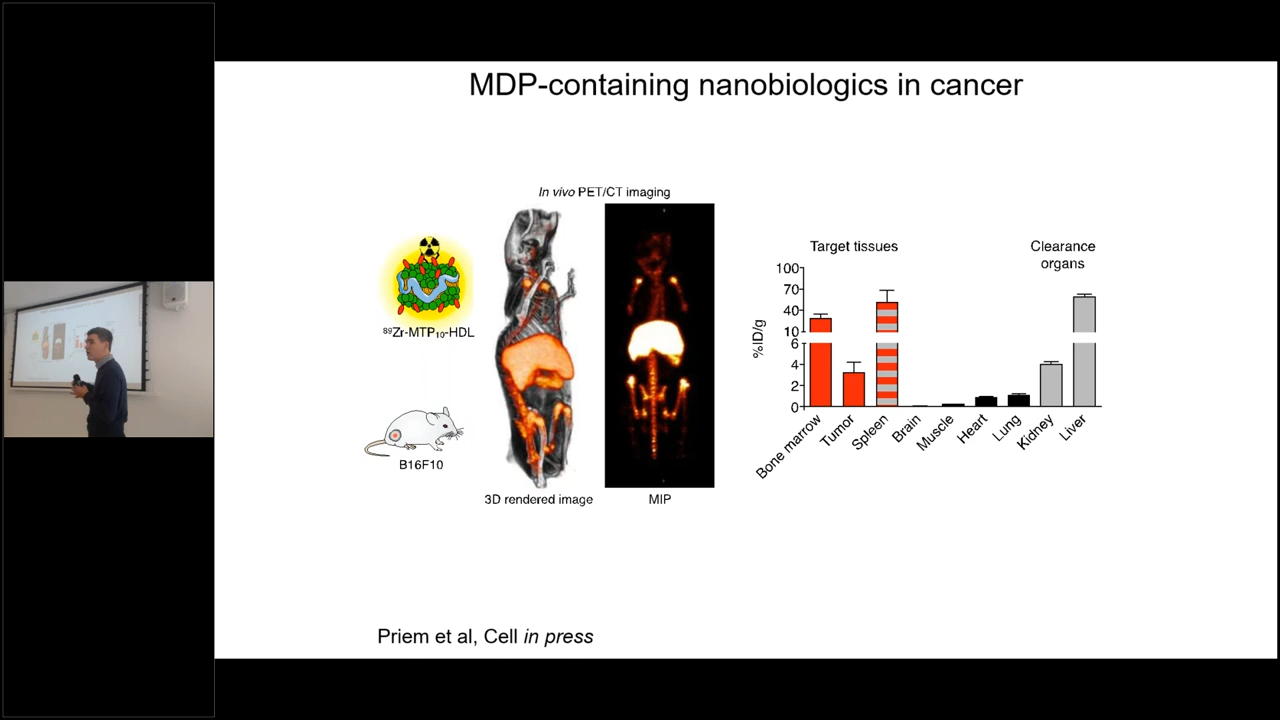 MDP-containing nanobiologics in cancer
In vivo PET/CT imaging
⁸⁹Zr-MTP₁₀-HDL
B16F10
3D rendered image
MIP
Target tissues
Clearance
organs
%ID/g
100
70
40
10
6
4
2
0
Bone marrow
Tumor
Spleen
Brain
Muscle
Heart
Lung
Kidney
Liver
Priem et al, Cell in press